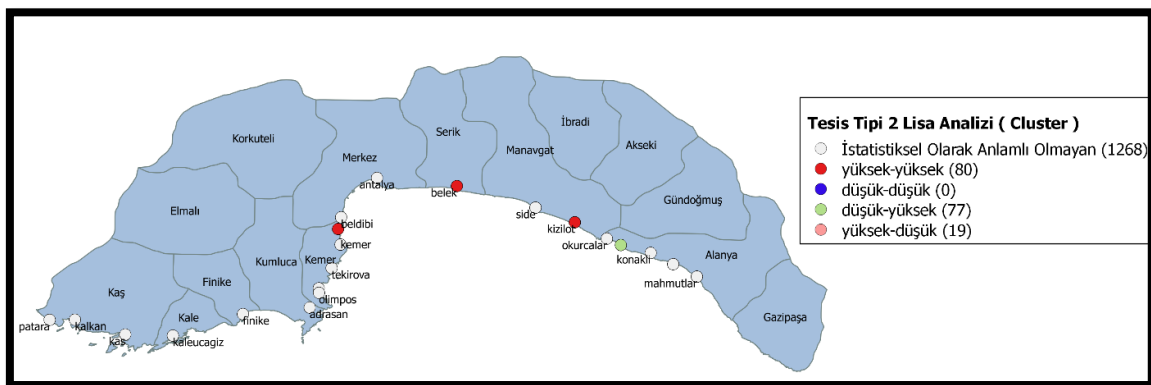 Tesis Tipi 2 Lisa Analizi ( Cluster )
İstatistiksel Olarak Anlamlı Olmayan (1268)
yüksek-yüksek (80)
düşük-düşük (0)
düşük-yüksek (77)
yüksek-düşük (19)
Korkuteli
Merkez
Serik
İbradi
Manavgat
Akseki
Gündoğmuş
Elmalı
antalya
belek
side
kizilot
okurcalar
konakli
Alanya
mahmutlar
Gazipaşa
beldibi
kemer
Kemer
tekirova
Kumluca
olimpos
adrasan
Finike
finike
Kaş
Kale
patara
kalkan
kaş
kaleucagiz